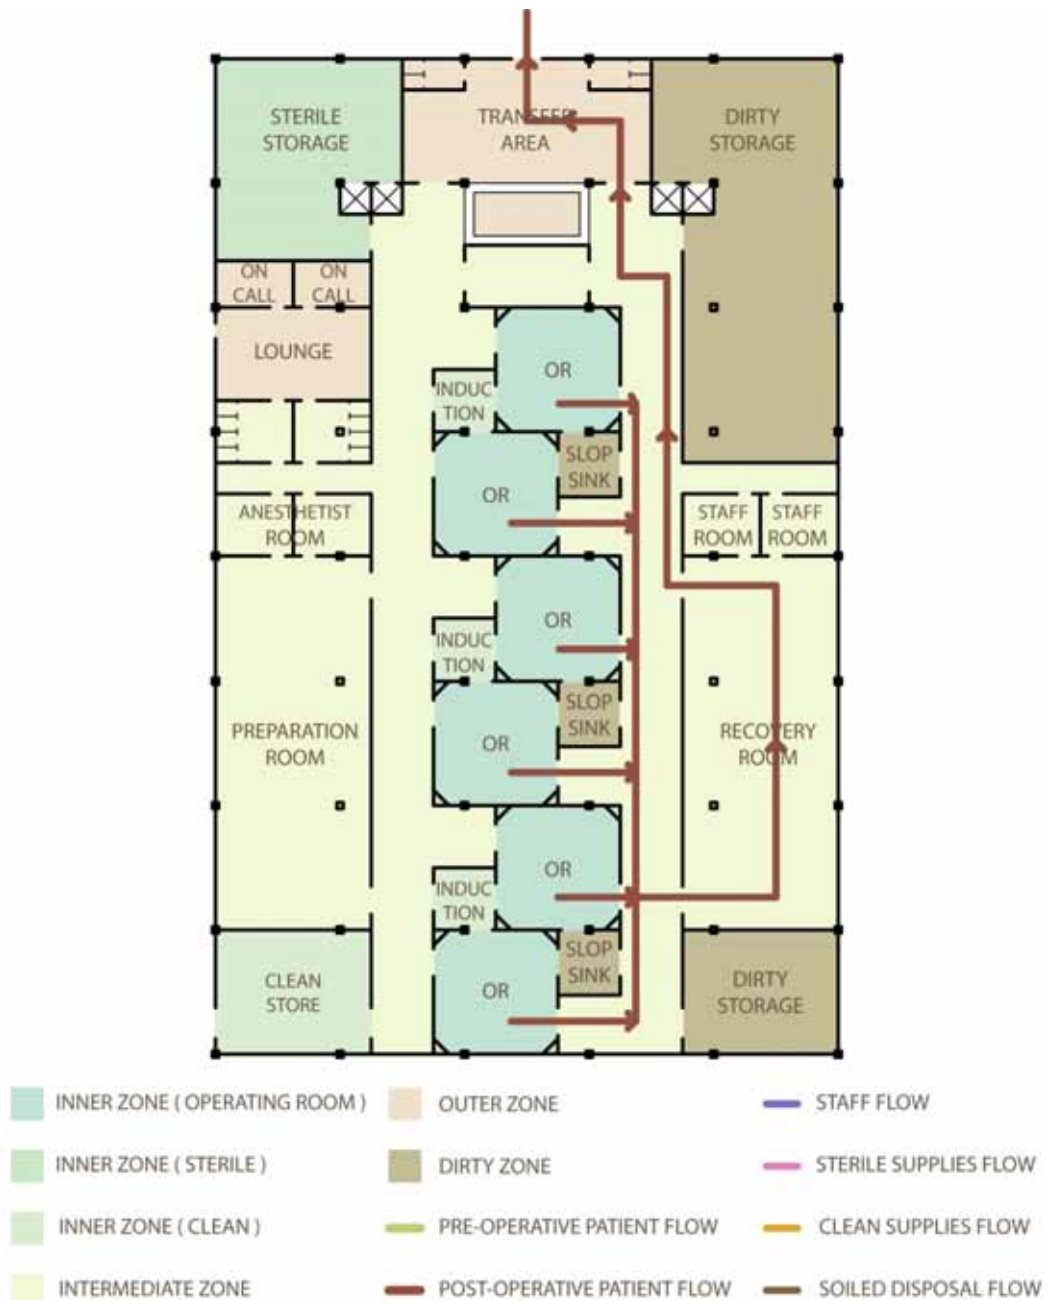 STERILE
STORAGE
TRANSFER
AREA
DIRTY
STORAGE
ON
CALL
ON
CALL
LOUNGE
OR
INDUC
TION
SLOP
SINK
OR
ANESTHETIST
ROOM
STAFF
ROOM
STAFF
ROOM
OR
INDUC
TION
SLOP
SINK
PREPARATION
ROOM
RECOVERY
ROOM
OR
OR
INDUC
TION
SLOP
SINK
CLEAN
STORE
OR
DIRTY
STORAGE
INNER ZONE ( OPERATING ROOM )
OUTER ZONE
STAFF FLOW
INNER ZONE ( STERILE )
DIRTY ZONE
STERILE SUPPLIES FLOW
INNER ZONE ( CLEAN )
PRE-OPERATIVE PATIENT FLOW
CLEAN SUPPLIES FLOW
INTERMEDIATE ZONE
POST-OPERATIVE PATIENT FLOW
SOILED DISPOSAL FLOW